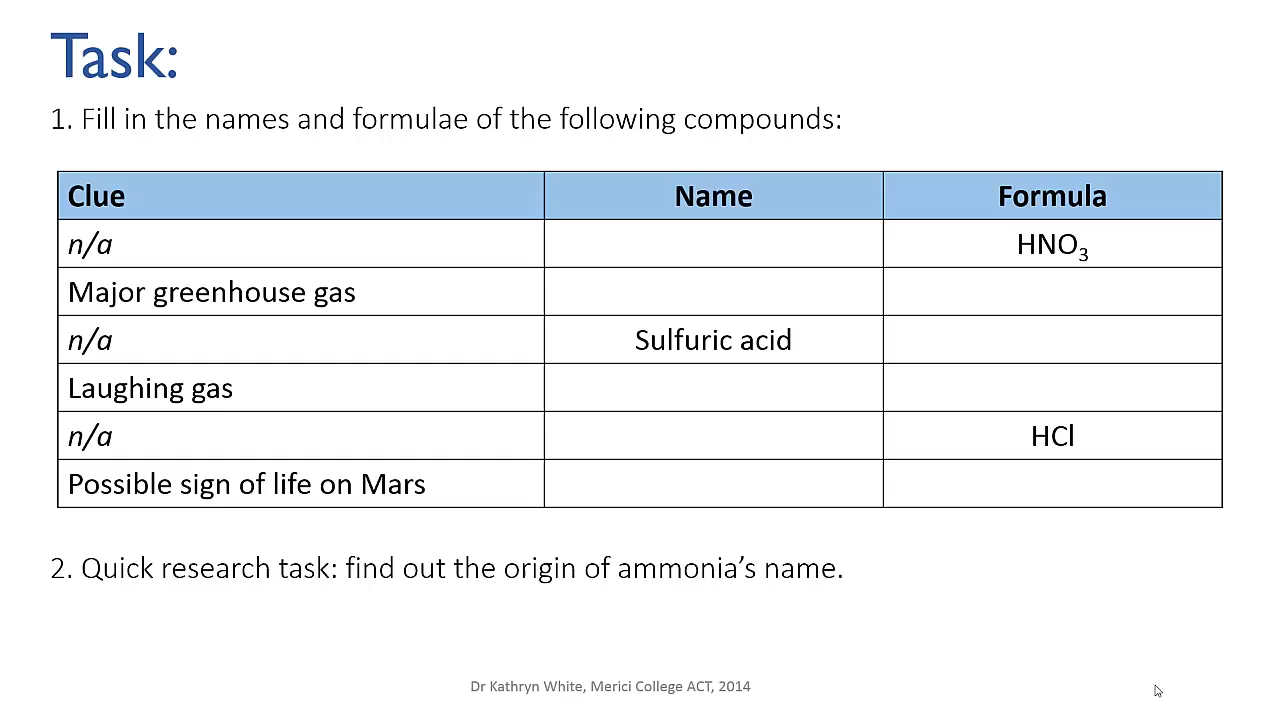 Task:
1. Fill in the names and formulae of the following compounds:
Clue Name Formula
n/a HNO₃
Major greenhouse gas
n/a Sulfuric acid
Laughing gas
n/a HCl
Possible sign of life on Mars
2. Quick research task: find out the origin of ammonia’s name.
Dr Kathryn White, Merici College ACT, 2014